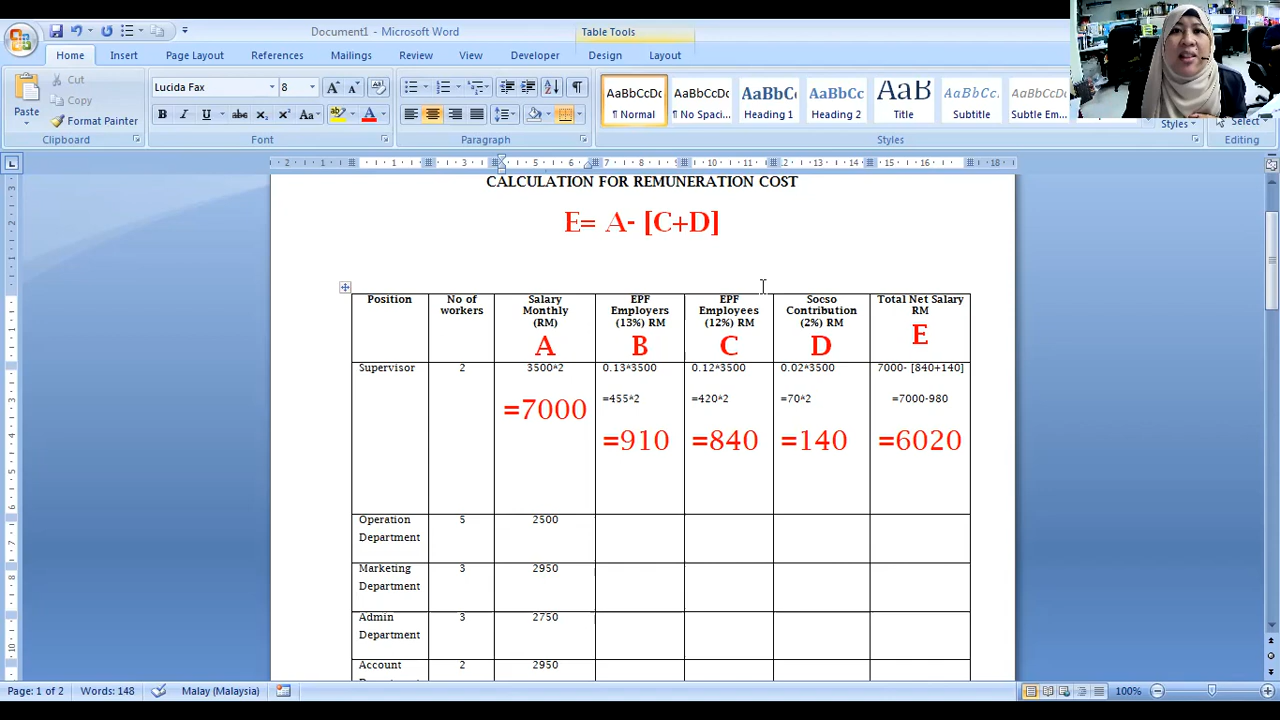 Document1 - Microsoft Word
Table Tools
Home
Insert
Page Layout
References
Mailings
Review
View
Developer
Design
Layout
Paste
Cut
Copy
Format Painter
Clipboard
Lucida Fax
8
Font
Paragraph
AaBbCcDc
¶ Normal
AaBbCcDc
¶ No Spaci...
AaBbC
Heading 1
AaBbCc
Heading 2
AaB
Title
AaBbCcL
Subtitle
AaBbCcDc
Subtle Em...
Styles
Styles
Select
Editing
CALCULATION FOR REMUNERATION COST
E= A- [C+D]
Position
No of
workers
Salary
Monthly
(RM)
A
EPF
Employers
(13%) RM
B
EPF
Employees
(12%) RM
C
Socso
Contribution
(2%) RM
D
Total Net Salary
RM
E
Supervisor
2
3500*2
=7000
0.13*3500
=455*2
=910
0.12*3500
=420*2
=840
0.02*3500
=70*2
=140
7000- [840+140]
=7000-980
=6020
Operation
Department
5
2500
Marketing
Department
3
2950
Admin
Department
3
2750
Account
2
2950
Page: 1 of 2
Words: 148
Malay (Malaysia)
100%